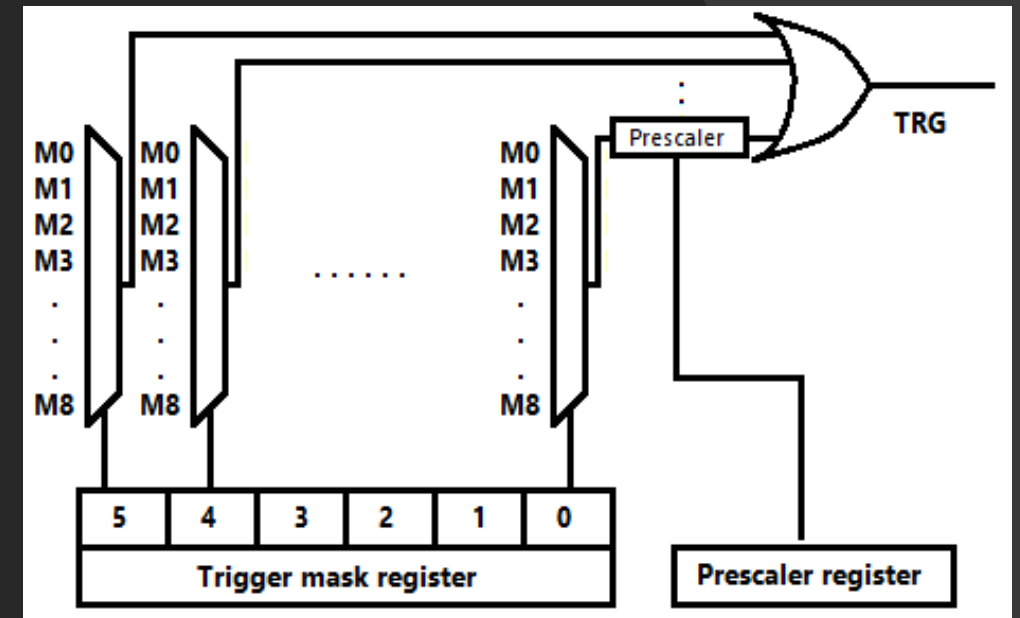 Prescaler
TRG
M0 M0 M0
M1 M1 M1
M2 M2 M2
M3 M3 M3
. . . . . .
M8 M8 M8
5 4 3 2 1 0
Trigger mask register
Prescaler register